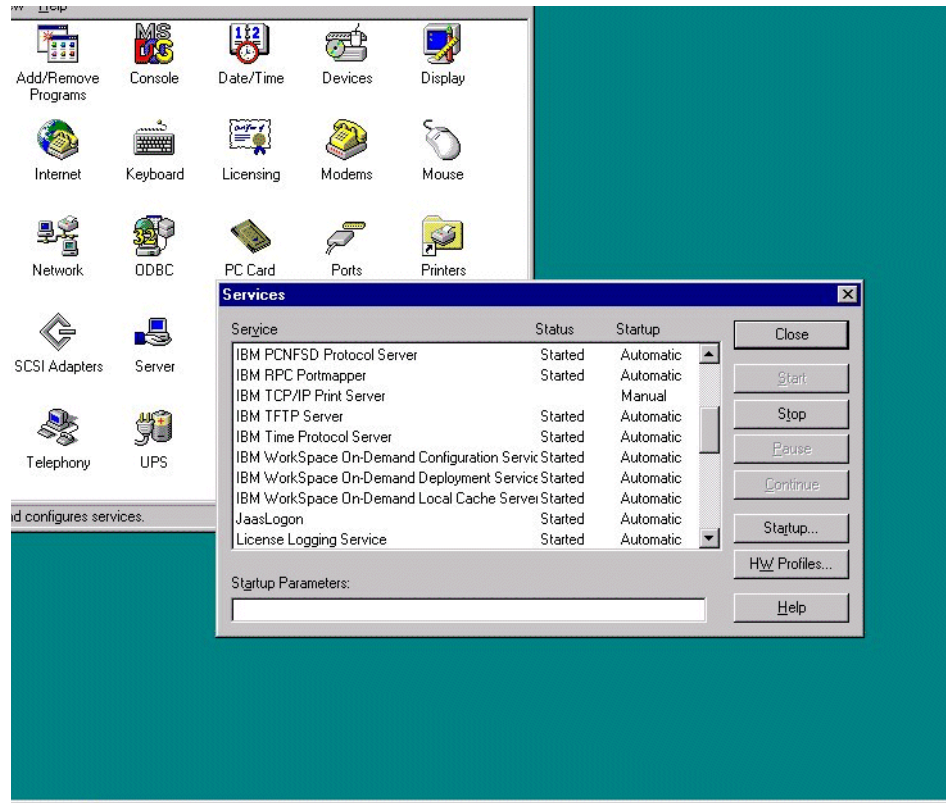 Help
Add/Remove Programs
Console
Date/Time
Devices
Display
Internet
Keyboard
Licensing
Modems
Mouse
Network
ODBC
PC Card
Ports
Printers
SCSI Adapters
Server
Telephony
UPS
configures services.
Services
Service Status Startup
IBM PCNFSD Protocol Server Started Automatic
IBM RPC Portmapper Started Automatic
IBM TCP/IP Print Server Manual
IBM TFTP Server Started Automatic
IBM Time Protocol Server Started Automatic
IBM WorkSpace On-Demand Configuration Servic Started Automatic
IBM WorkSpace On-Demand Deployment Service Started Automatic
IBM WorkSpace On-Demand Local Cache Server Started Automatic
JaasLogon Started Automatic
License Logging Service Started Automatic
Startup Parameters:
Close
Start
Stop
Pause
Continue
Startup...
HW Profiles...
Help